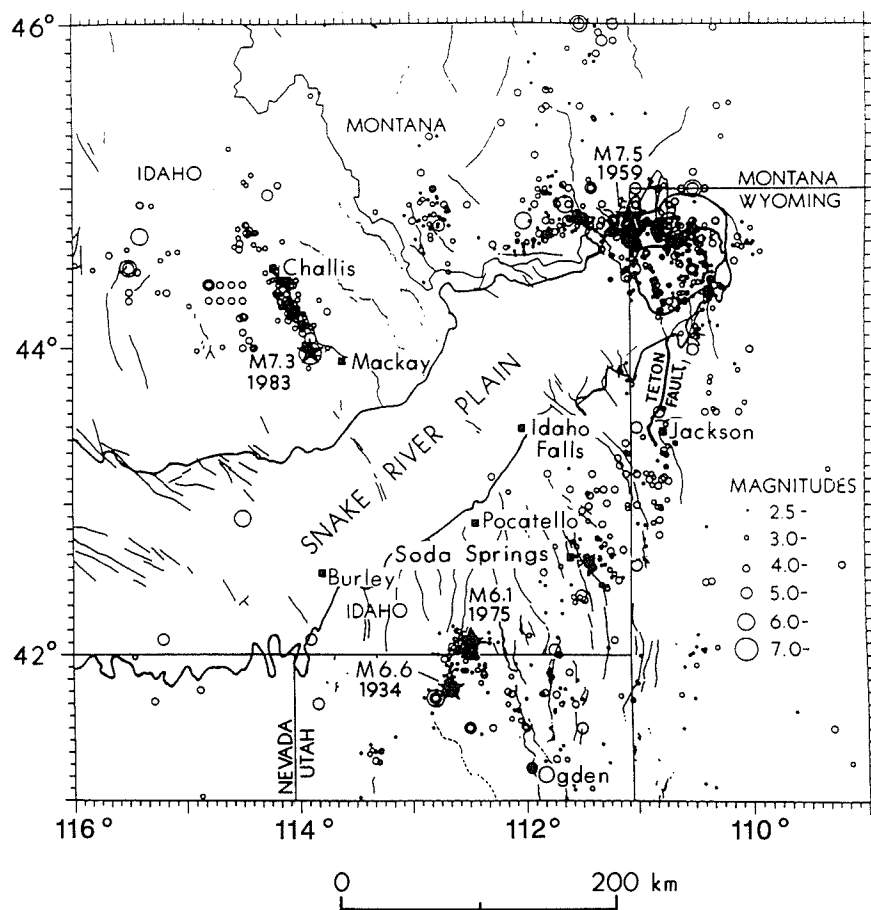 46°
MONTANA
IDAHO
M7.5
1959
MONTANA
WYOMING
Challis
44°
M7.3
1983
Mackay
SNAKE RIVER PLAIN
TETON
FAULT
Idaho
Falls
Jackson
MAGNITUDES
2.5-
3.0-
4.0-
5.0-
6.0-
7.0-
Pocatello
Soda Springs
Burley
IDAHO
M6.1
1975
42°
M6.6
1934
NEVADA
UTAH
Ogden
116°
114°
112°
110°
0
200 km